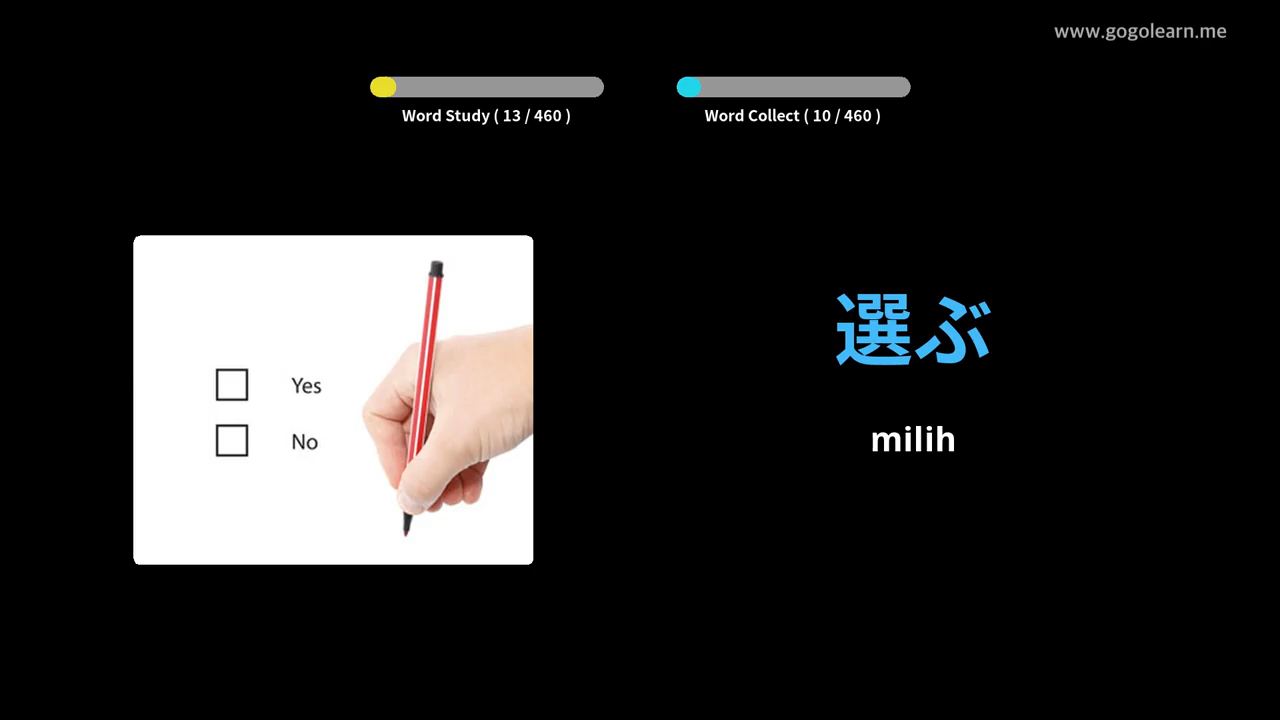 www.gogolearn.me
Word Study ( 13 / 460 )
Word Collect ( 10 / 460 )
Yes
No
選ぶ
milih